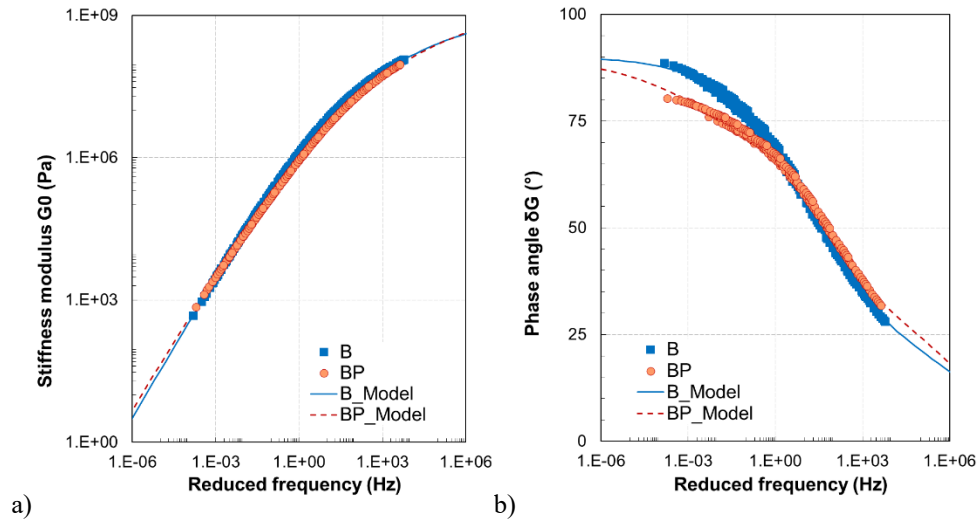 1.E+09
1.E+06
1.E+03
1.E+00
Stiffness modulus G0 (Pa)
B
BP
B_Model
BP_Model
1.E-06
1.E-03
1.E+00
1.E+03
1.E+06
Reduced frequency (Hz)
a)
100
75
50
25
0
Phase angle δG (°)
B
BP
B_Model
BP_Model
1.E-06
1.E-03
1.E+00
1.E+03
1.E+06
Reduced frequency (Hz)
b)